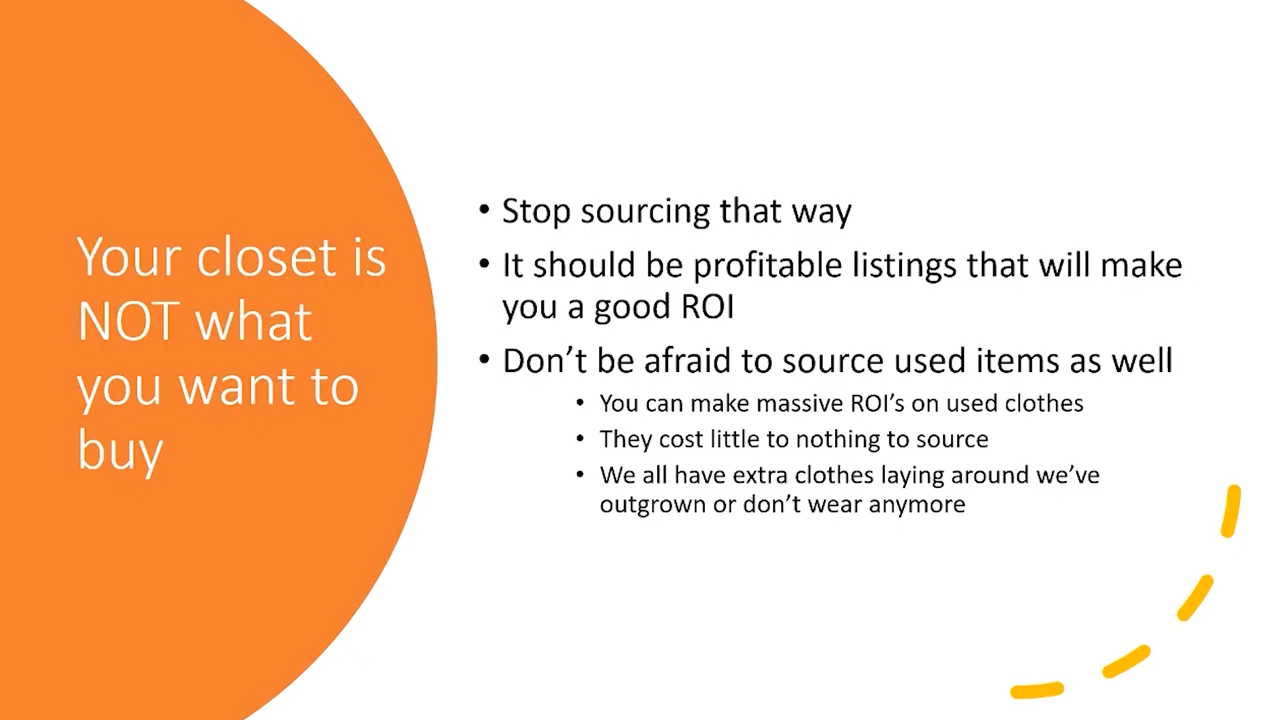 Your closet is
NOT what
you want to
buy
• Stop sourcing that way
• It should be profitable listings that will make
you a good ROI
• Don’t be afraid to source used items as well
• You can make massive ROI’s on used clothes
• They cost little to nothing to source
• We all have extra clothes laying around we’ve
outgrown or don’t wear anymore